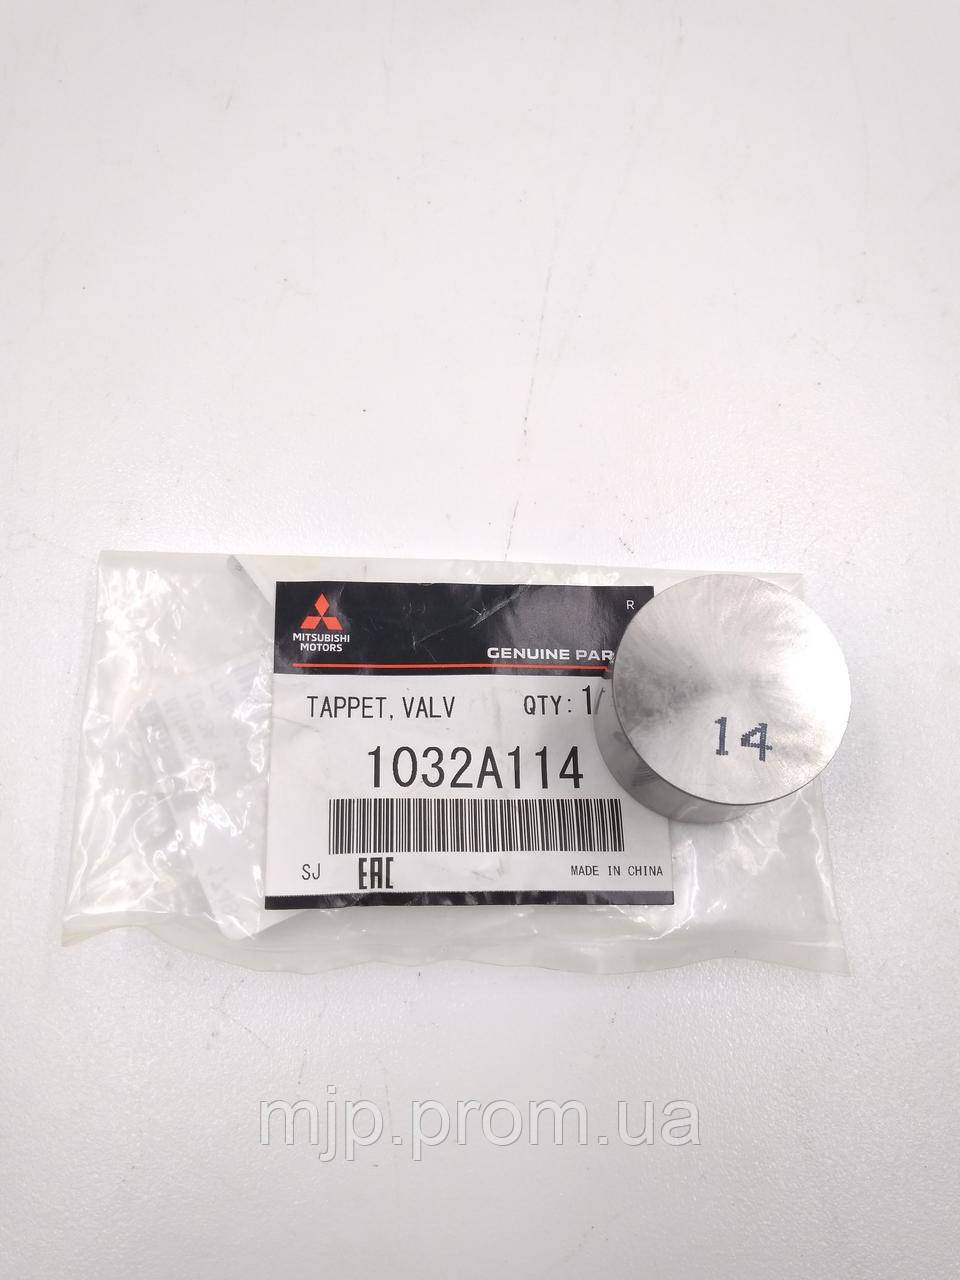 MITSUBISHI
MOTORS
R
GENUINE PAR
TAPPET, VALV QTY: 1/
1032A114
14
SJ EAC MADE IN CHINA
mjp.prom.ua